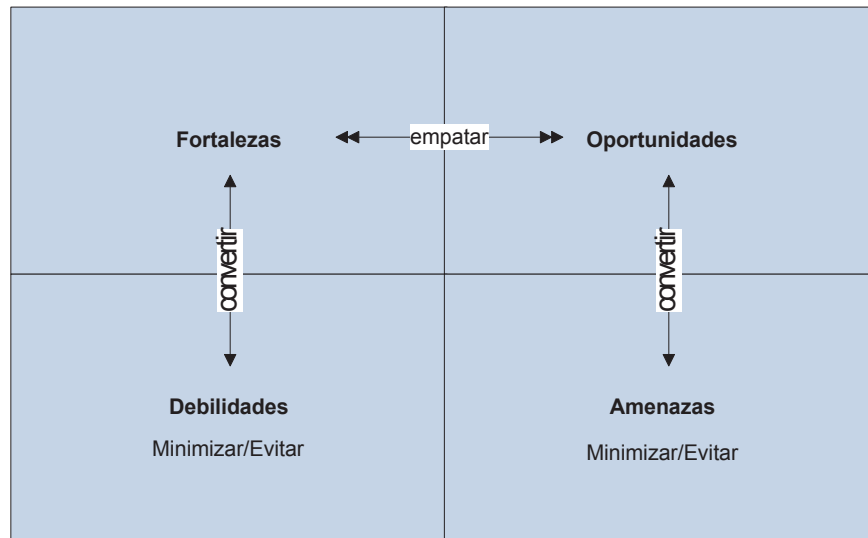 Fortalezas
empatar
Oportunidades
convertir
convertir
Debilidades
Amenazas
Minimizar/Evitar
Minimizar/Evitar